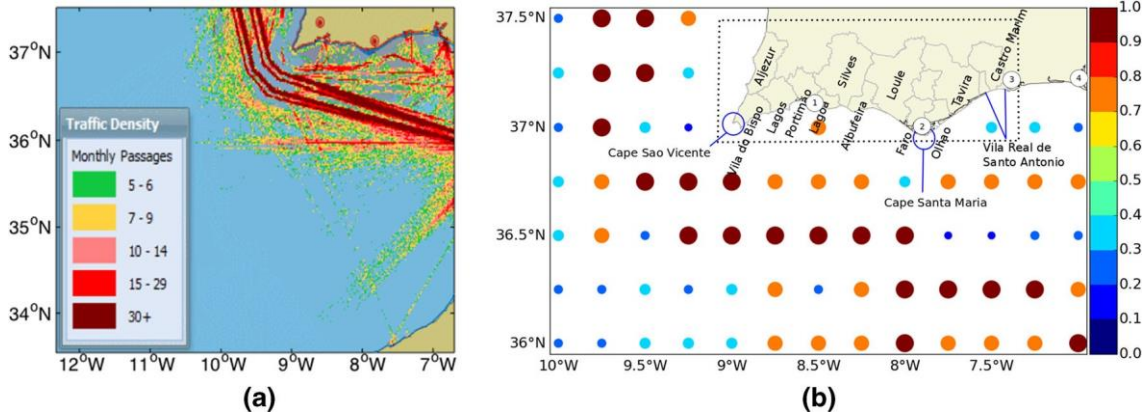 37°N
36°N
35°N
34°N
12°W 11°W 10°W 9°W 8°W 7°W
Traffic Density
Monthly Passages
5 - 6
7 - 9
10 - 14
15 - 29
30+
(a)
37.5°N
37°N
36.5°N
36°N
10°W 9.5°W 9°W 8.5°W 8°W 7.5°W
Aljezur
Vila do Bispo
Lagos
Portimão
Lagoa
Silves
Albufeira
Loule
Faro
Olhao
Tavira
Castro Marim
1
2
3
4
Cape Sao Vicente
Cape Santa Maria
Vila Real de
Santo Antonio
1.0
0.9
0.8
0.7
0.6
0.5
0.4
0.3
0.2
0.1
0.0
(b)